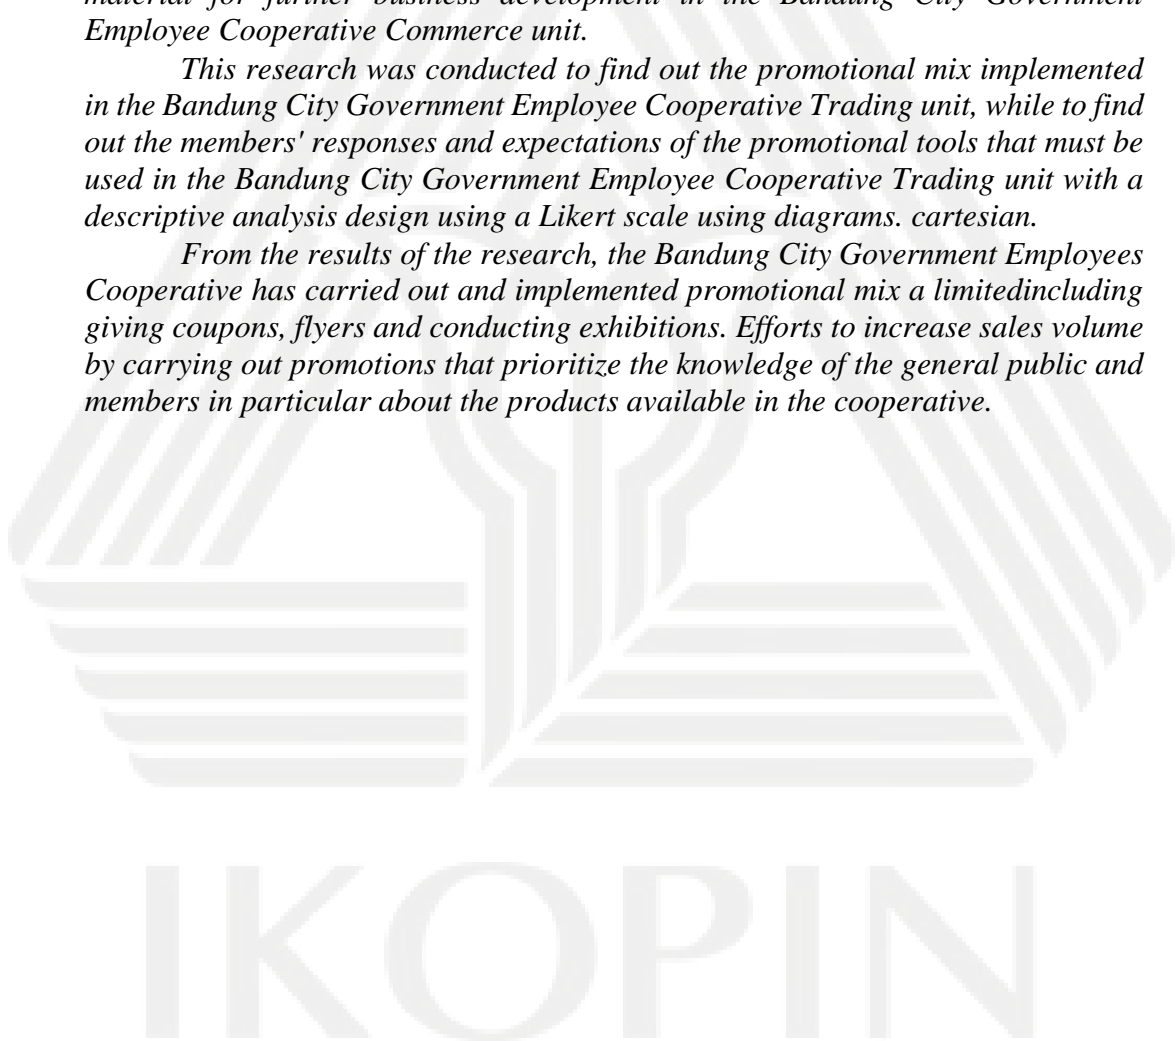 material for further business development in the Bandung City Government
Employee Cooperative Commerce unit.
This research was conducted to find out the promotional mix implemented
in the Bandung City Government Employee Cooperative Trading unit, while to find
out the members' responses and expectations of the promotional tools that must be
used in the Bandung City Government Employee Cooperative Trading unit with a
descriptive analysis design using a Likert scale using diagrams. cartesian.
From the results of the research, the Bandung City Government Employees
Cooperative has carried out and implemented promotional mix a limitedincluding
giving coupons, flyers and conducting exhibitions. Efforts to increase sales volume
by carrying out promotions that prioritize the knowledge of the general public and
members in particular about the products available in the cooperative.
IKOPIN